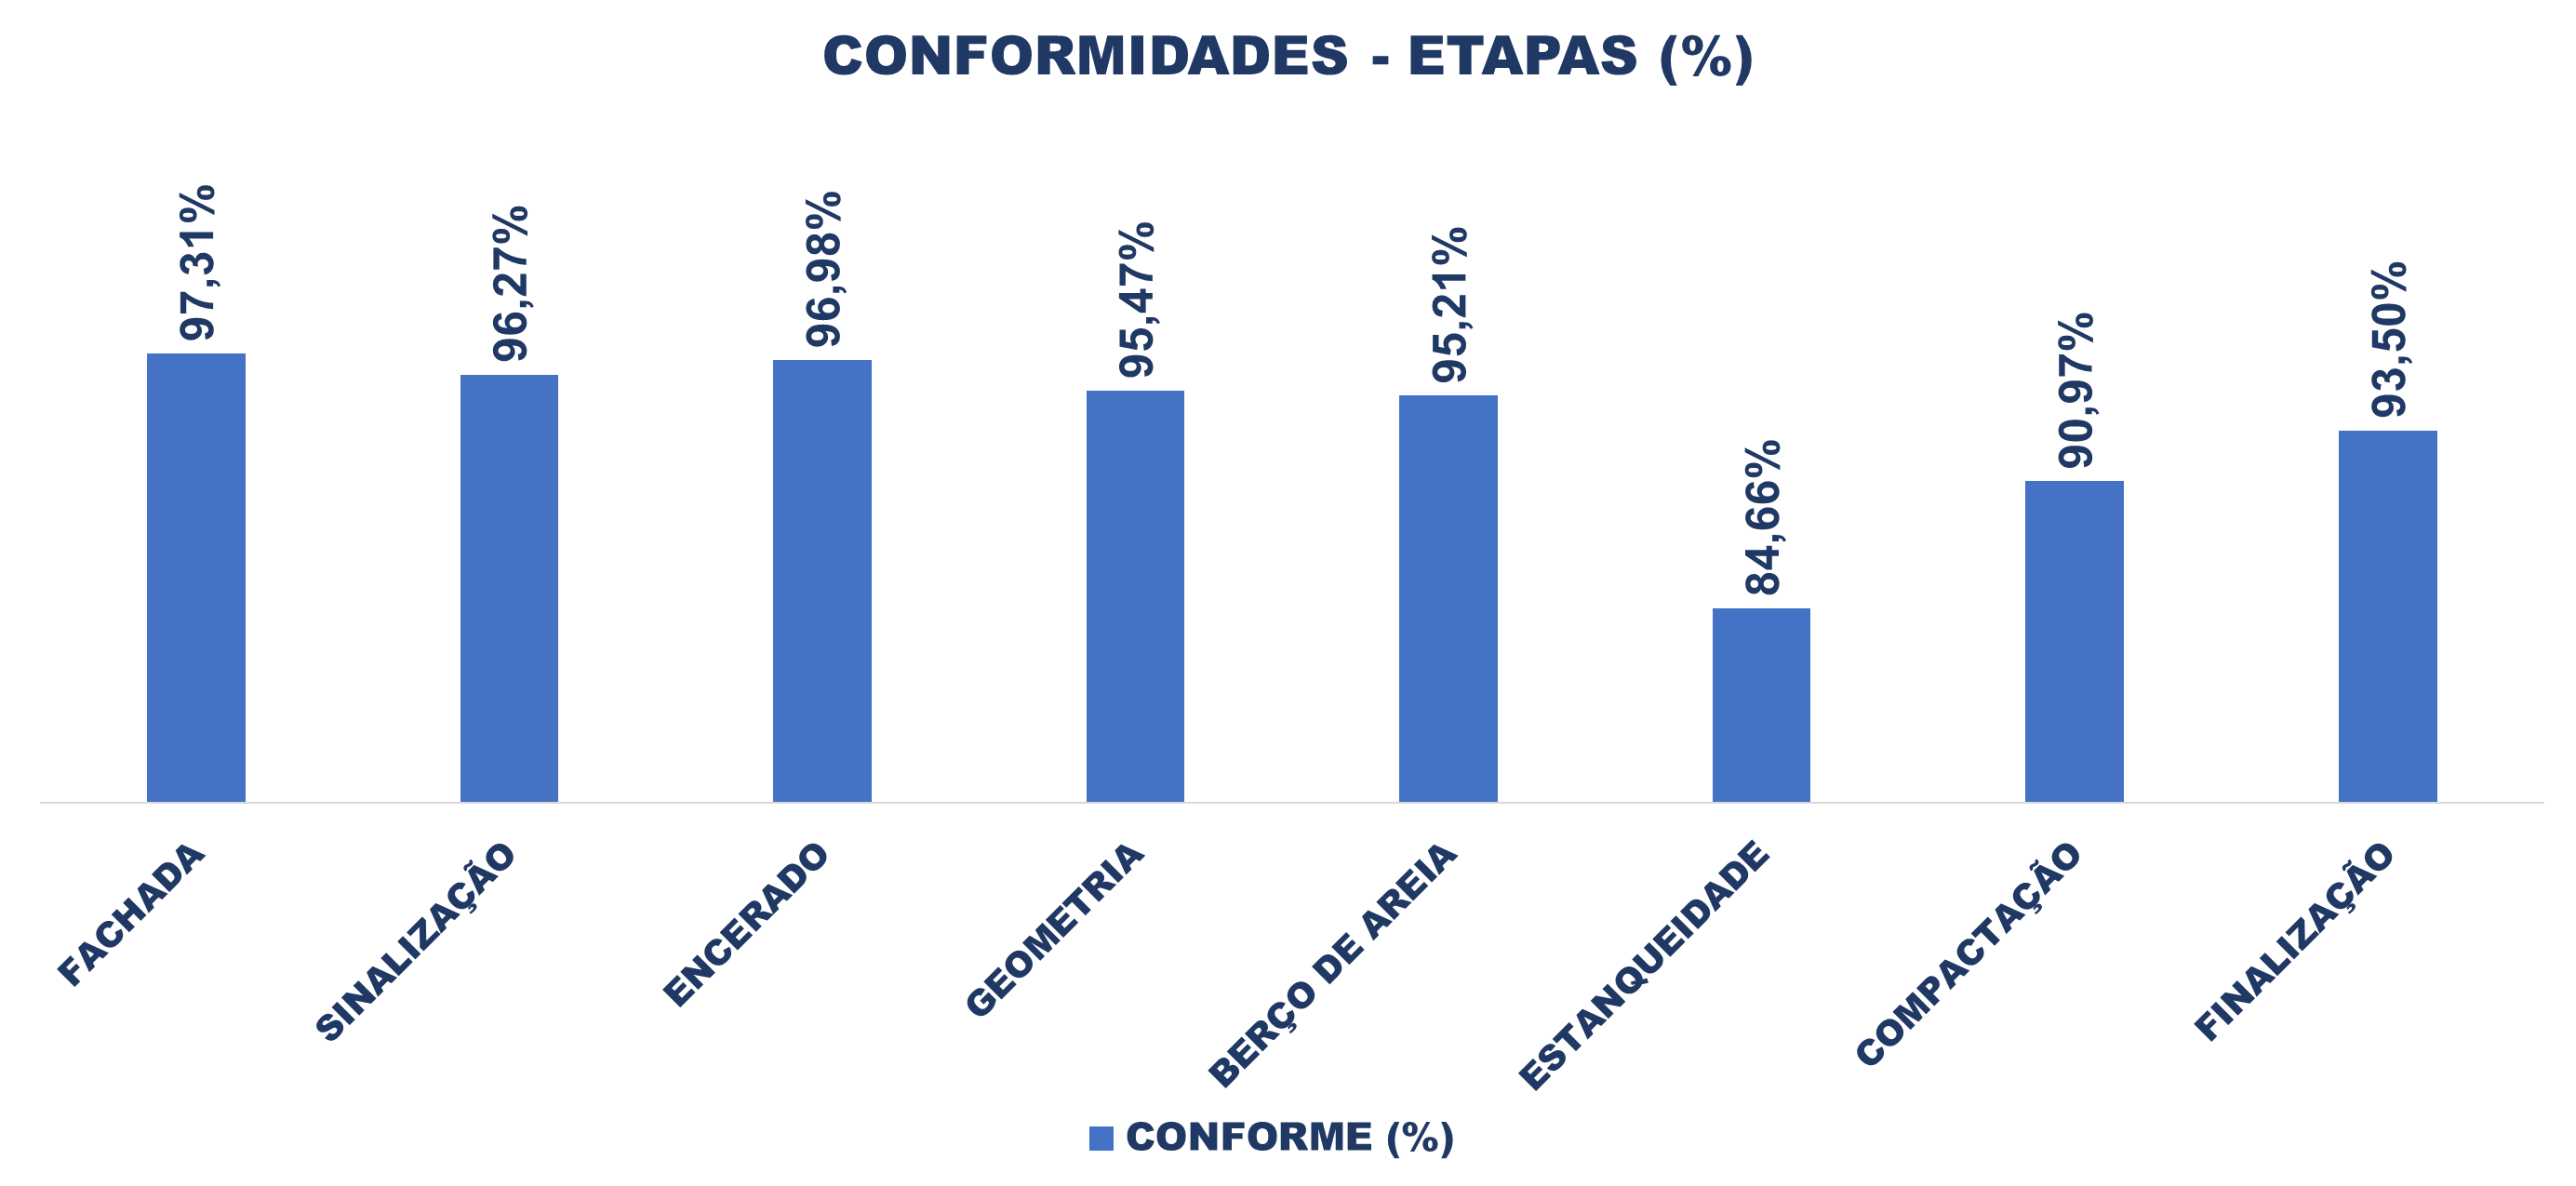 CONFORMIDADES - ETAPAS (%)
97,31%
96,27%
96,98%
95,47%
95,21%
84,66%
90,97%
93,50%
FACHADA
SINALIZAÇÃO
ENCERADO
GEOMETRIA
BERÇO DE AREIA
ESTANQUEIDADE
COMPACTAÇÃO
FINALIZAÇÃO
CONFORME (%)